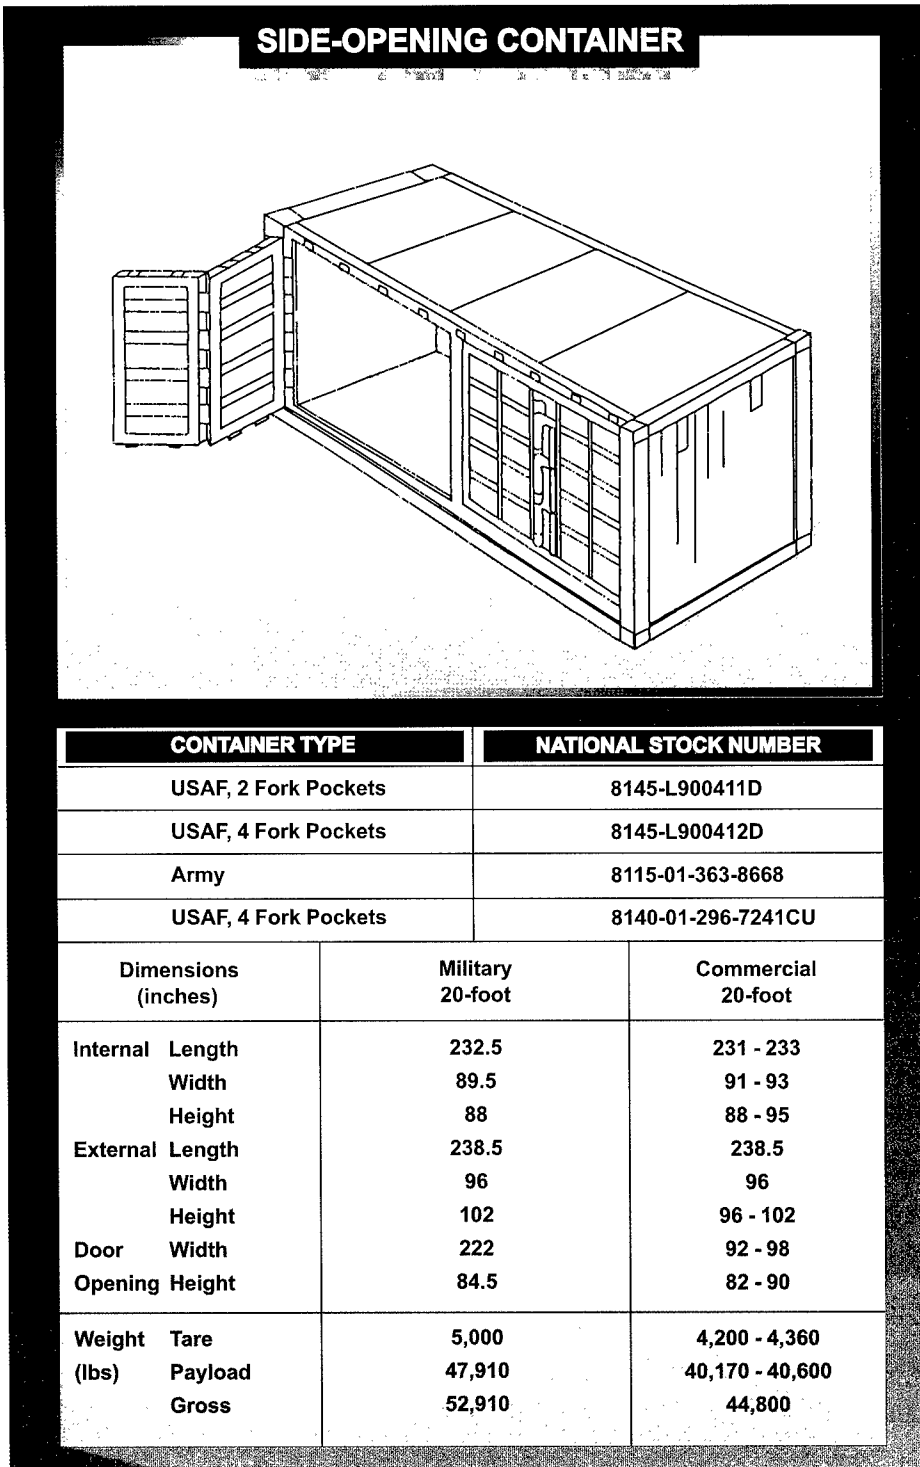 SIDE-OPENING CONTAINER
CONTAINER TYPE NATIONAL STOCK NUMBER
USAF, 2 Fork Pockets 8145-L900411D
USAF, 4 Fork Pockets 8145-L900412D
Army 8115-01-363-8668
USAF, 4 Fork Pockets 8140-01-296-7241CU
Dimensions Military Commercial
(inches) 20-foot 20-foot
Internal Length 232.5 231 - 233
Width 89.5 91 - 93
Height 88 88 - 95
External Length 238.5 238.5
Width 96 96
Height 102 96 - 102
Door Width 222 92 - 98
Opening Height 84.5 82 - 90
Weight Tare 5,000 4,200 - 4,360
(lbs) Payload 47,910 40,170 - 40,600
Gross 52,910 44,800